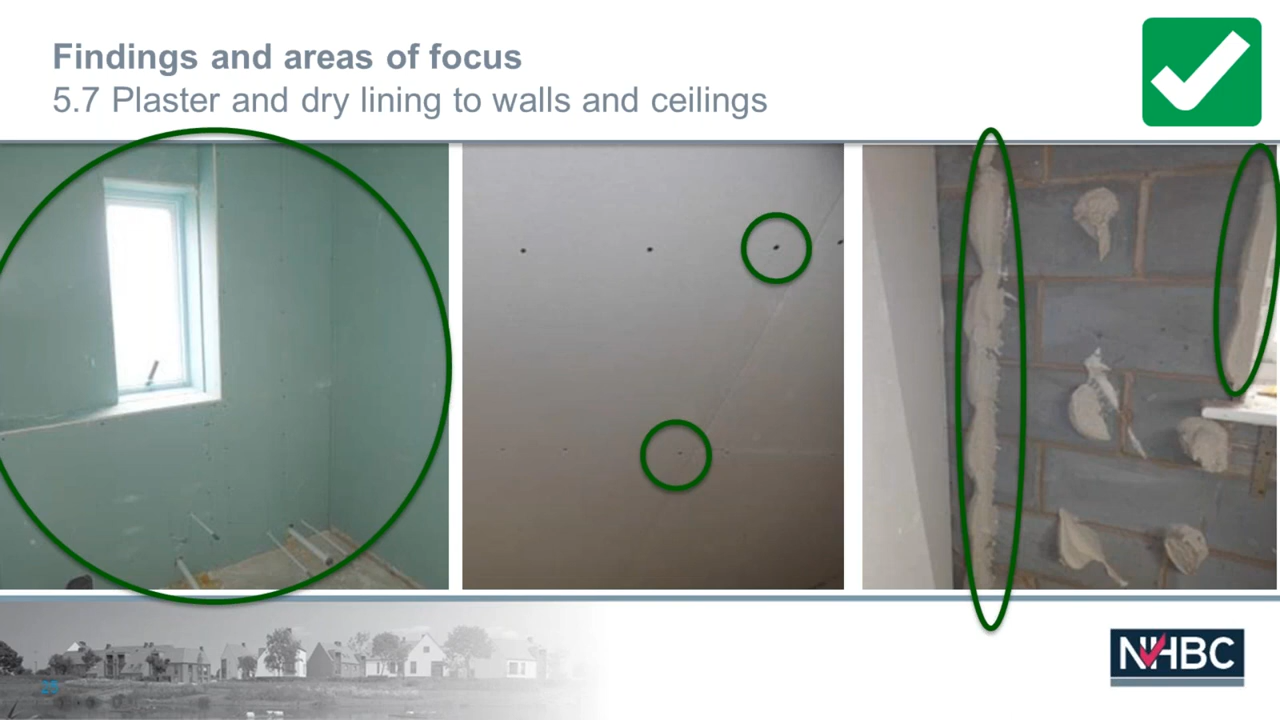 Findings and areas of focus
5.7 Plaster and dry lining to walls and ceilings
NHBC